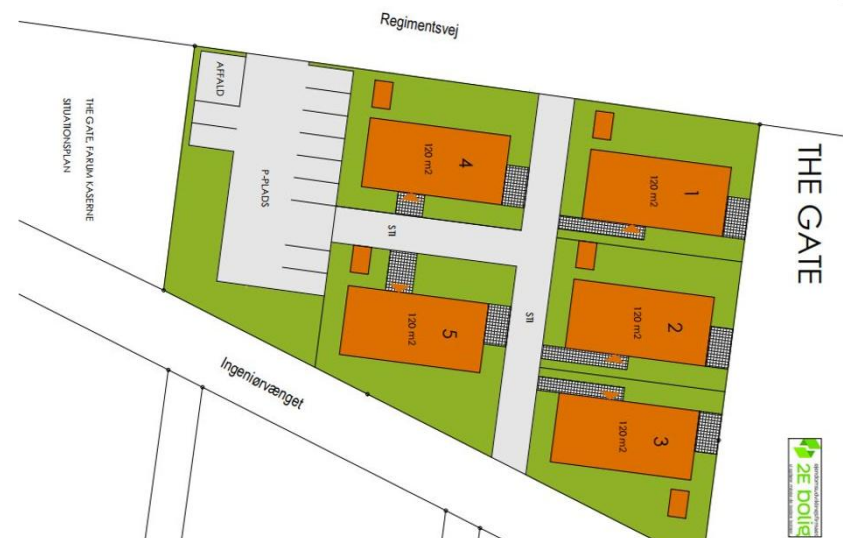 Regimentsvej
AFFALD
THE GATE, FARUM KASERNE
SITUATIONSPLAN
P-PLADS
4
120 m2
1
120 m2
THE GATE
STI
STI
5
120 m2
2
120 m2
3
120 m2
Ingeniørvænget
2E bolig